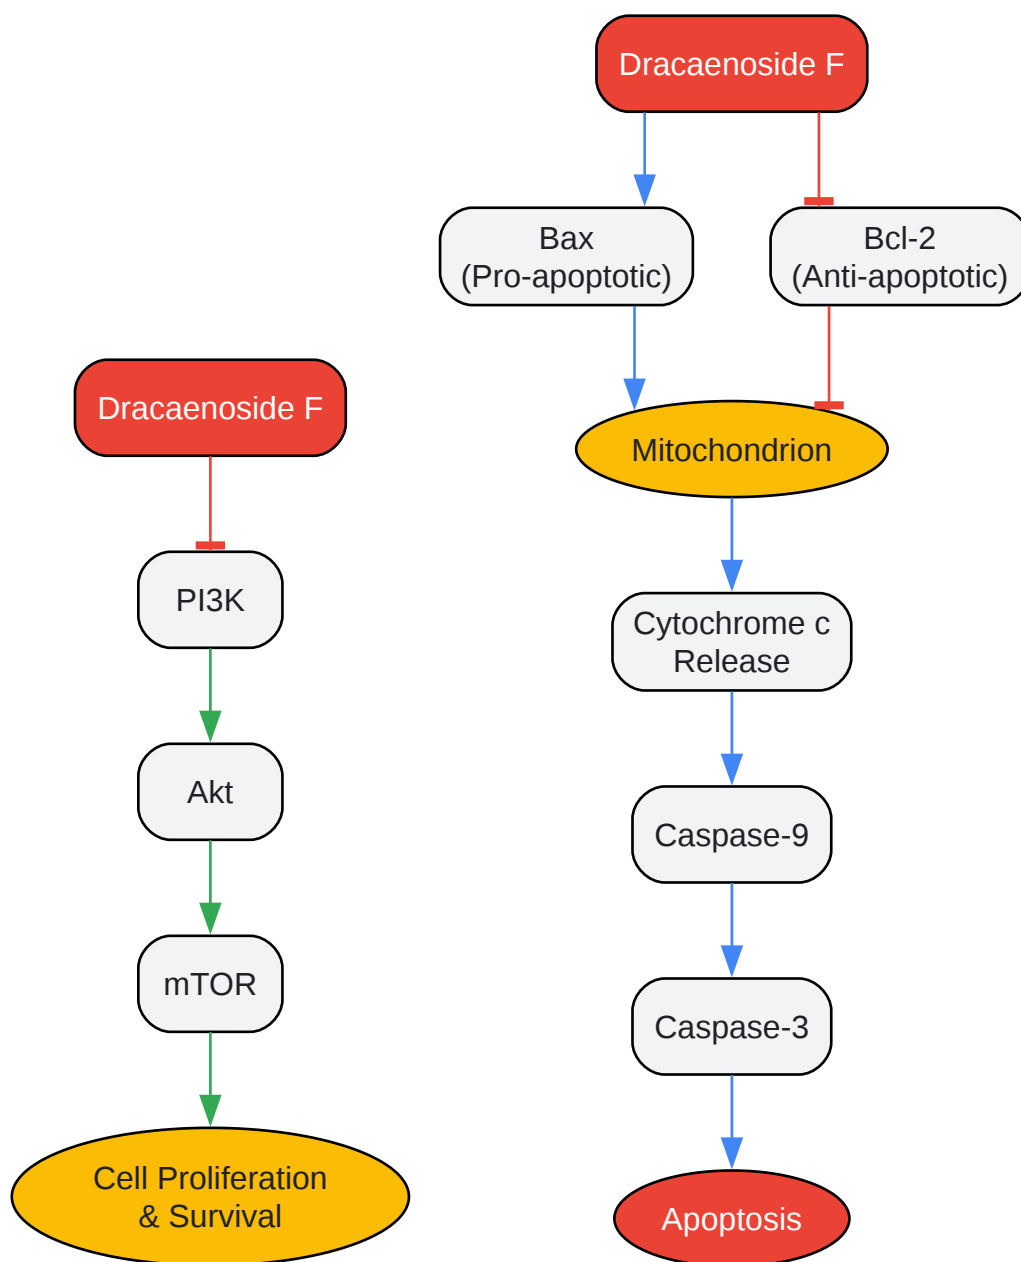 Dracaenoside F
PI3K
Akt
mTOR
Cell Proliferation
& Survival
Dracaenoside F
Bax
(Pro-apoptotic)
Bcl-2
(Anti-apoptotic)
Mitochondrion
Cytochrome c
Release
Caspase-9
Caspase-3
Apoptosis